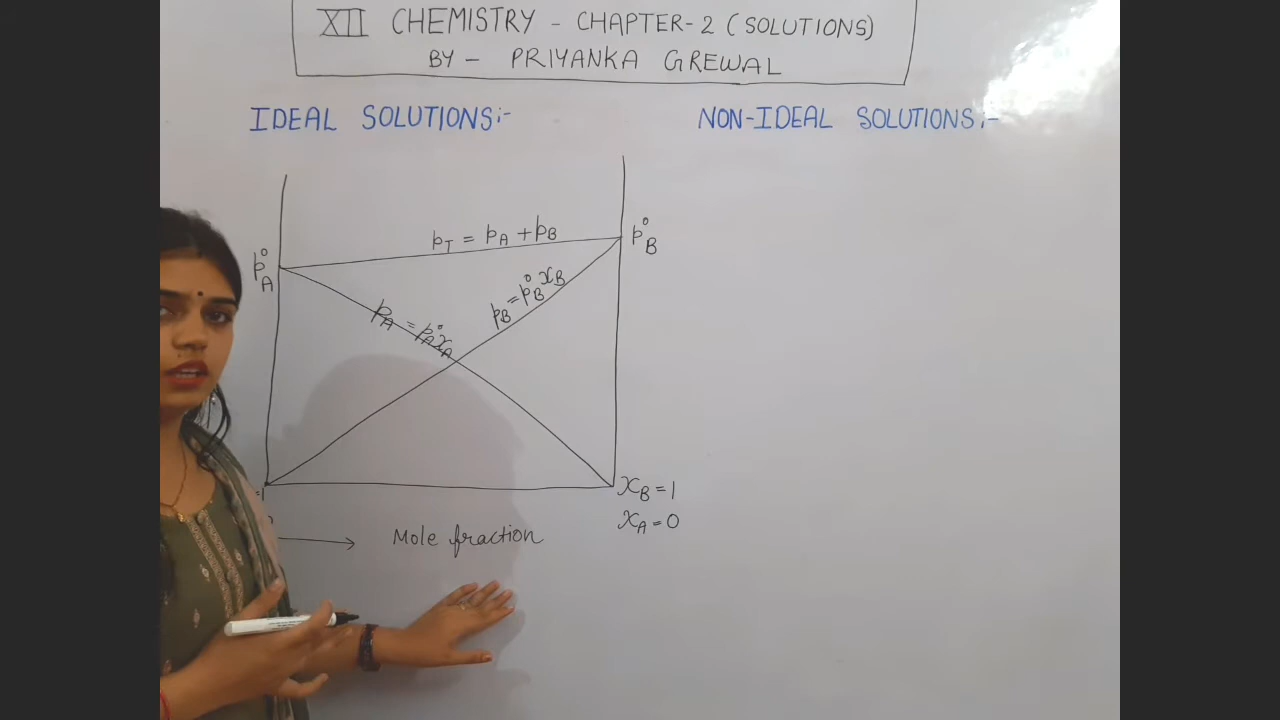 XII CHEMISTRY - CHAPTER-2 (SOLUTIONS)
BY - PRIYANKA GREWAL
IDEAL SOLUTIONS:-
NON-IDEAL SOLUTIONS:-
p°A
pT = pA + pB
p°B
pA = p°A xA
pB = p°B xB
=1
xB = 1
xA = 0
Mole fraction